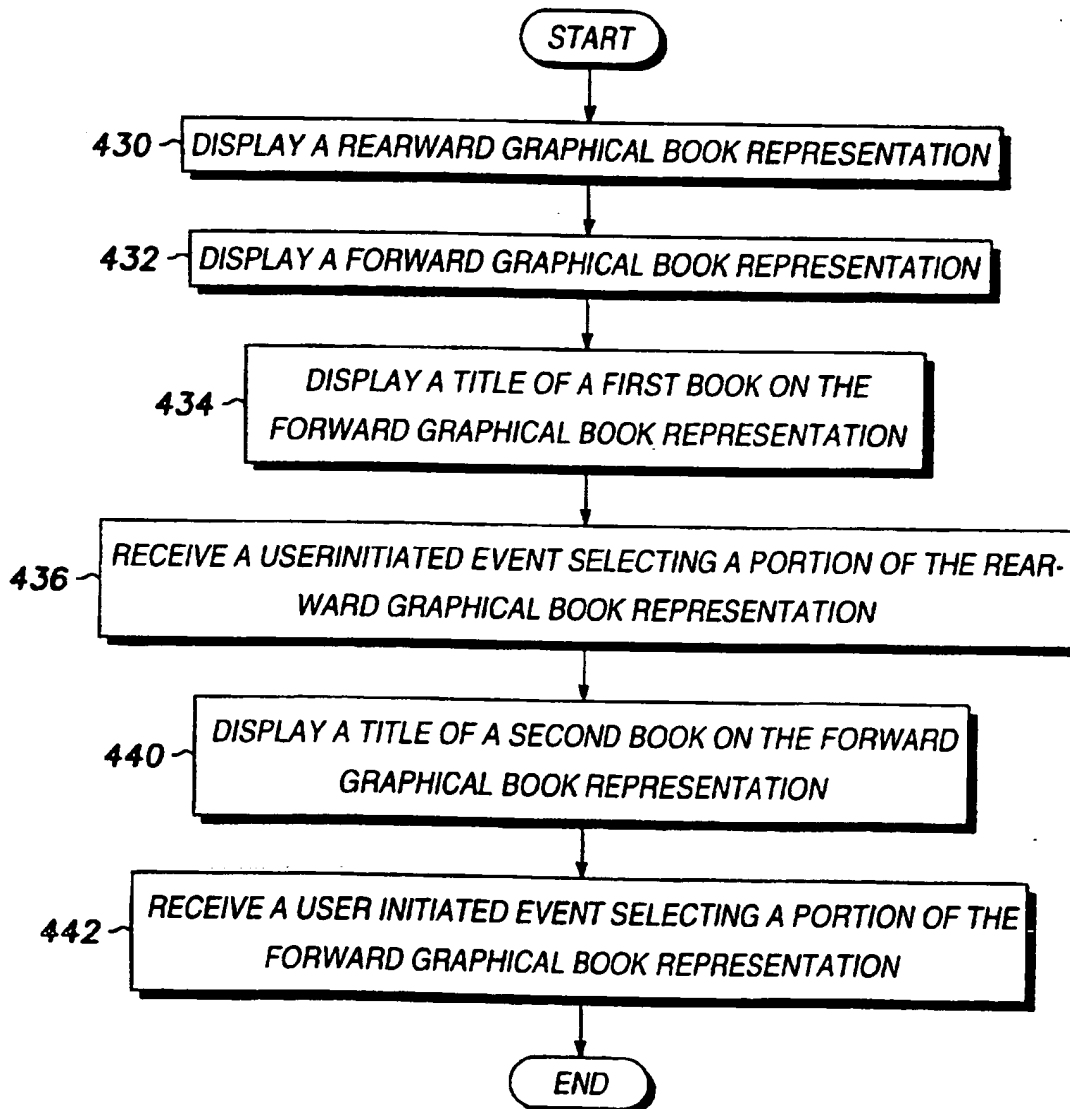 START
430 DISPLAY A REARWARD GRAPHICAL BOOK REPRESENTATION
432 DISPLAY A FORWARD GRAPHICAL BOOK REPRESENTATION
DISPLAY A TITLE OF A FIRST BOOK ON THE
434
FORWARD GRAPHICAL BOOK REPRESENTATION
RECEIVE A USERINITIATED EVENT SELECTING A PORTION OF THE REAR-
436
WARD GRAPHICAL BOOK REPRESENTATION
DISPLAY A TITLE OF A SECOND BOOK ON THE FORWARD
440
GRAPHICAL BOOK REPRESENTATION
RECEIVE A USER INITIATED EVENT SELECTING A PORTION OF THE
442
FORWARD GRAPHICAL BOOK REPRESENTATION
END